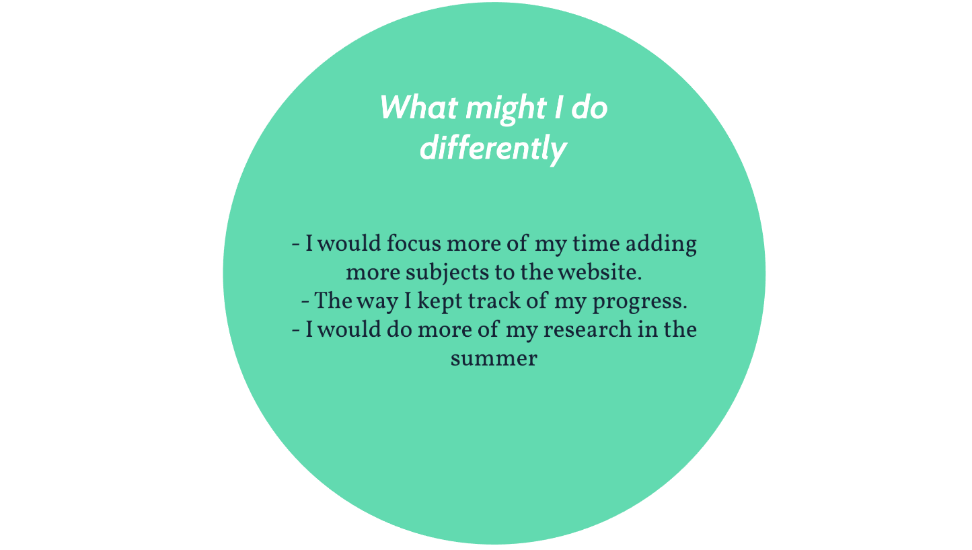 What might I do
differently
- I would focus more of my time adding
more subjects to the website.
- The way I kept track of my progress.
- I would do more of my research in the
summer